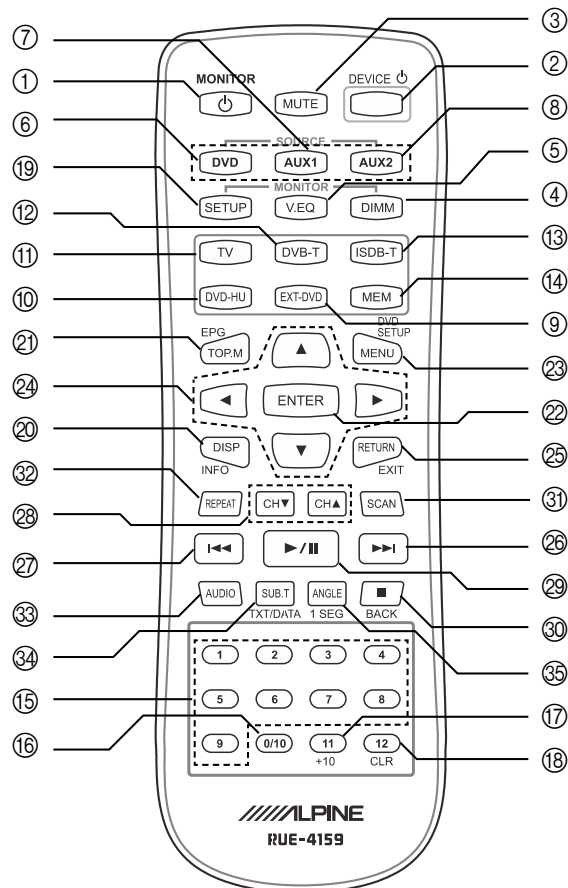 ⑦ ③
① MONITOR MUTE DEVICE ②
⑥ SOURCE ⑧
DVD AUX1 AUX2
⑲ MONITOR ⑤
SETUP V.EQ DIMM ④
⑫ ⑬
⑪ TV DVB-T ISDB-T
⑩ DVD-HU EXT-DVD MEM ⑭
⑨
EPG DVD SETUP
㉑ TOP.M ▲ MENU ㉓
㉔ ◀ ENTER ▶ ㉒
⑳ DISP ▼ RETURN ㉕
INFO EXIT
㉜ REPEAT CH▼ CH▲ SCAN ㉛
㉘
㉗ |◀◀ ▶/II ▶▶| ㉖
㉙
㉝ AUDIO SUB.T ANGLE ■ ㉚
TXT/DATA 1 SEG BACK
㉞ ㉟
1 2 3 4
⑮ 5 6 7 8
⑯ 9 0/10 11 12 ⑰
+10 CLR ⑱
ALPINE
RUE-4159